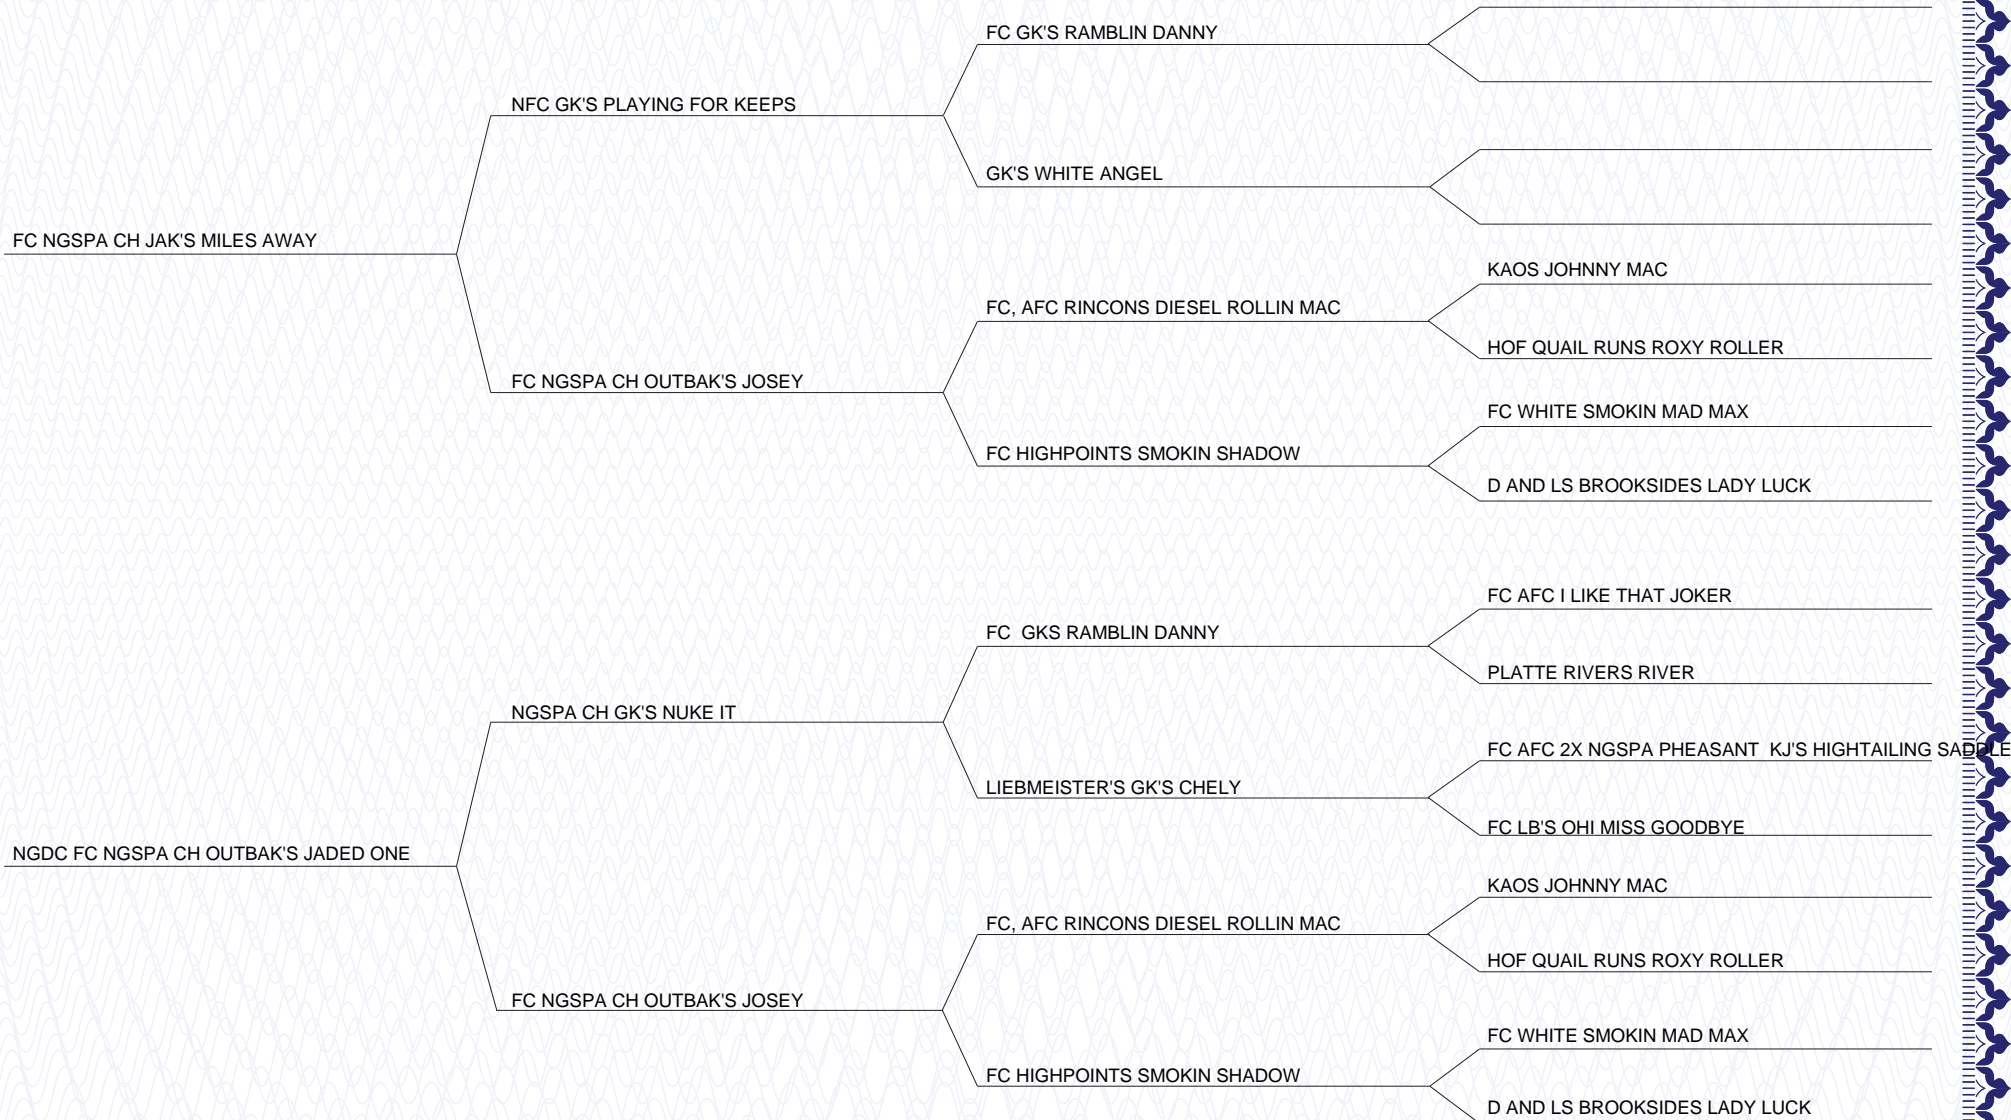 FC GK'S RAMBLIN DANNY
NFC GK'S PLAYING FOR KEEPS
GK'S WHITE ANGEL
FC NGSPA CH JAK'S MILES AWAY
KAOS JOHNNY MAC
FC, AFC RINCONS DIESEL ROLLIN MAC
HOF QUAIL RUNS ROXY ROLLER
FC NGSPA CH OUTBAK'S JOSEY
FC WHITE SMOKIN MAD MAX
FC HIGHPOINTS SMOKIN SHADOW
D AND LS BROOKSIDES LADY LUCK
FC AFC I LIKE THAT JOKER
FC  GKS RAMBLIN DANNY
PLATTE RIVERS RIVER
NGSPA CH GK'S NUKE IT
FC AFC 2X NGSPA PHEASANT  KJ'S HIGHTAILING SADDLE
LIEBMEISTER'S GK'S CHELY
FC LB'S OHI MISS GOODBYE
NGDC FC NGSPA CH OUTBAK'S JADED ONE
KAOS JOHNNY MAC
FC, AFC RINCONS DIESEL ROLLIN MAC
HOF QUAIL RUNS ROXY ROLLER
FC NGSPA CH OUTBAK'S JOSEY
FC WHITE SMOKIN MAD MAX
FC HIGHPOINTS SMOKIN SHADOW
D AND LS BROOKSIDES LADY LUCK